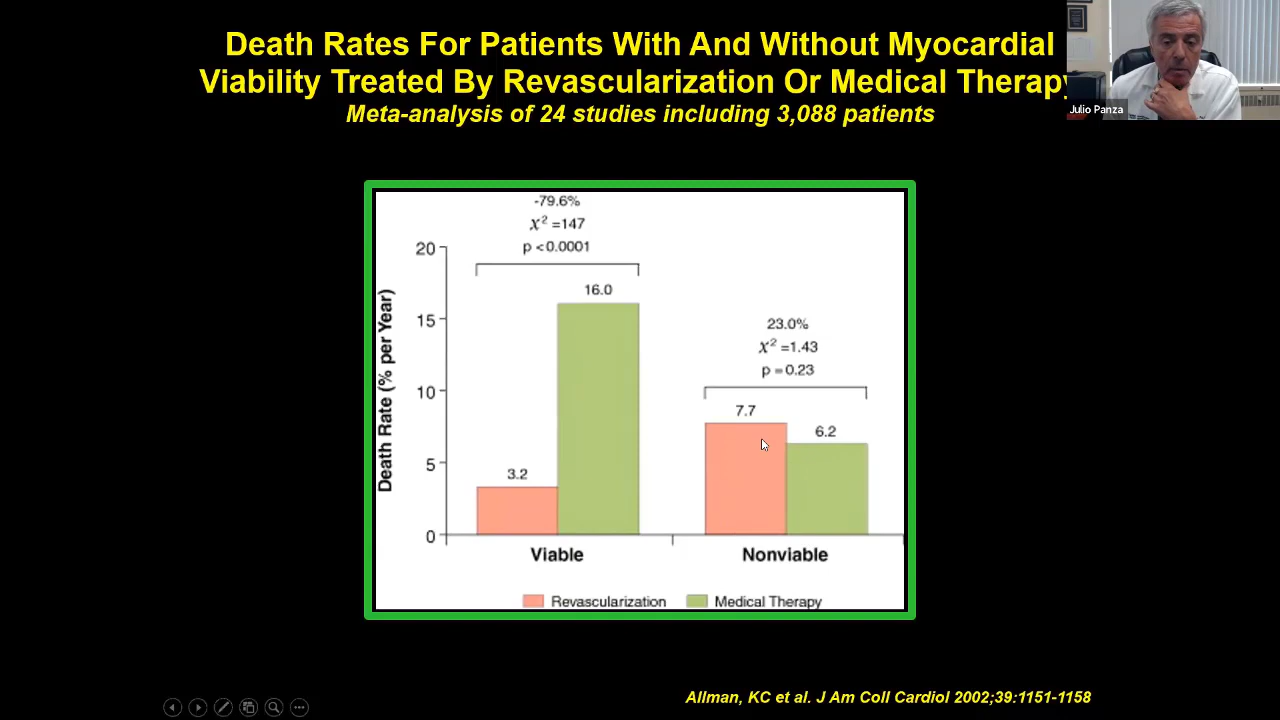 Death Rates For Patients With And Without Myocardial
Viability Treated By Revascularization Or Medical Therapy
Meta-analysis of 24 studies including 3,088 patients
Julio Panza
-79.6%
X² =147
p <0.0001
23.0%
X² =1.43
p = 0.23
Death Rate (% per Year)
20
15
10
5
0
16.0
3.2
7.7
6.2
Viable
Nonviable
Revascularization
Medical Therapy
Allman, KC et al. J Am Coll Cardiol 2002;39:1151-1158